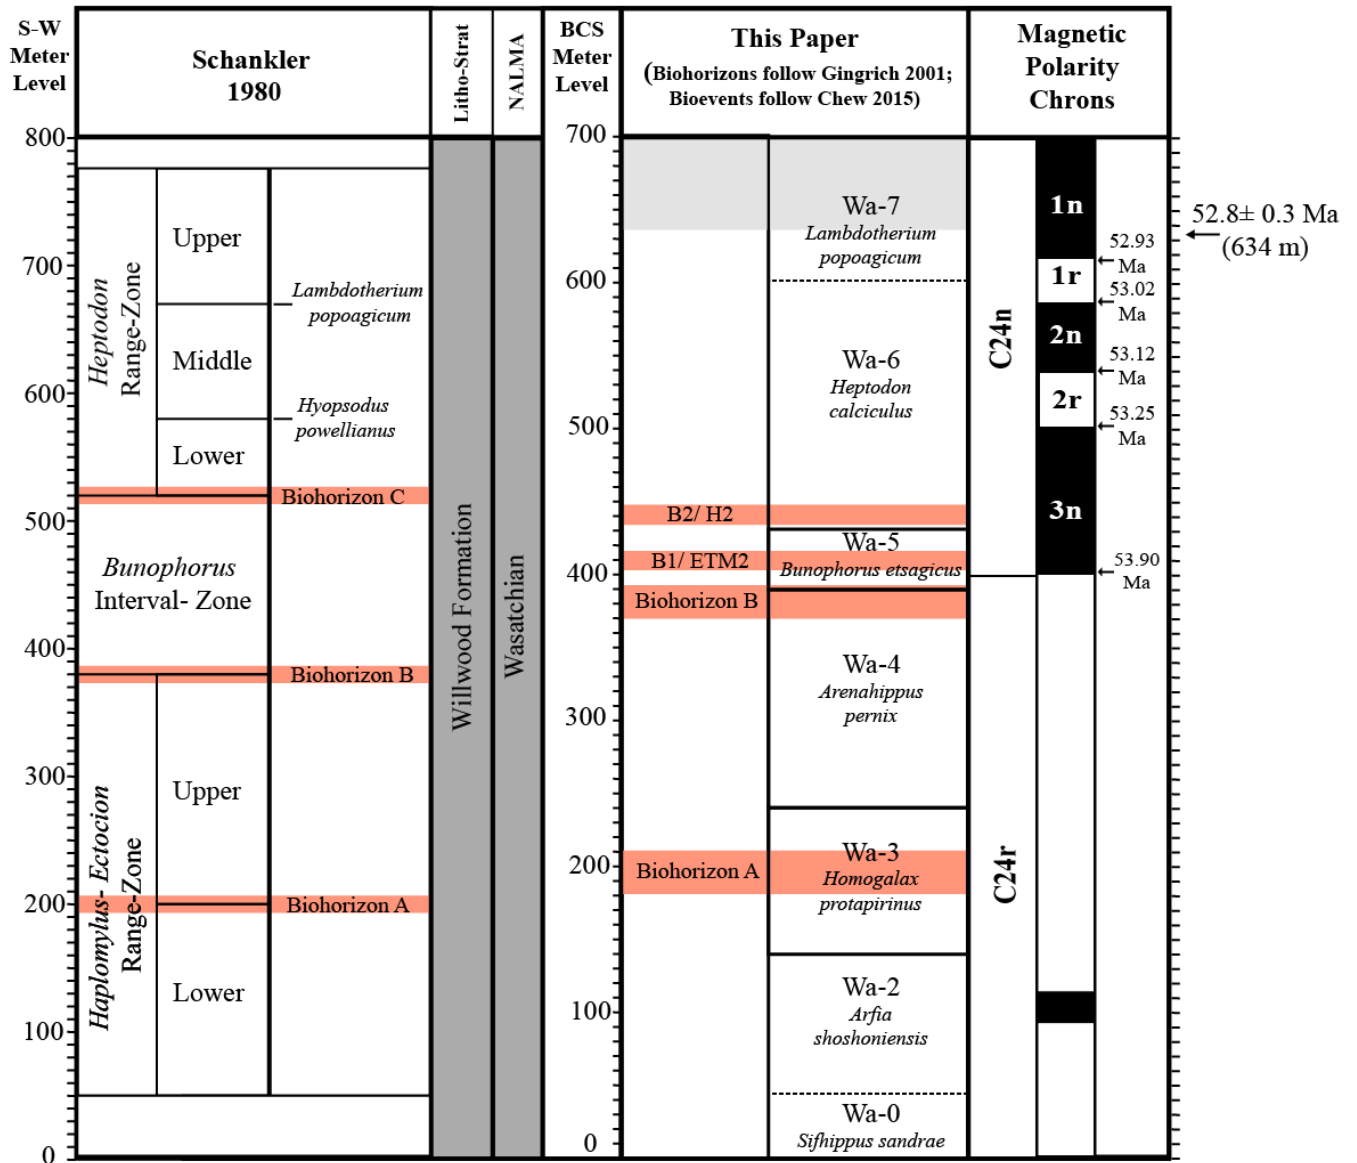 S-W
Meter
Level
Schankler
1980
Litho-Strat
NALMA
BCS
Meter
Level
This Paper
(Biohorizons follow Gingrich 2001;
Bioevents follow Chew 2015)
Magnetic
Polarity
Chrons
800
700
600
500
400
300
200
100
0
Heptodon
Range-Zone
Upper
Middle
Lower
Lambdotherium
popoagicum
Hyopsodus
powellianus
Biohorizon C
Bunophorus
Interval- Zone
Biohorizon B
Haplomylus- Ectocion
Range-Zone
Upper
Lower
Biohorizon A
Willwood Formation
Wasatchian
700
600
500
400
300
200
100
0
B2/ H2
B1/ ETM2
Biohorizon B
Biohorizon A
Wa-7
Lambdotherium
popoagicum
Wa-6
Heptodon
calciculus
Wa-5
Bunophorus etsagicus
Wa-4
Arenahippus
pernix
Wa-3
Homogalax
protapirinus
Wa-2
Arfia
shoshoniensis
Wa-0
Sifhippus sandrae
C24n
C24r
1n
1r
2n
2r
3n
52.93
Ma
53.02
Ma
53.12
Ma
53.25
Ma
53.90
Ma
52.8± 0.3 Ma
(634 m)